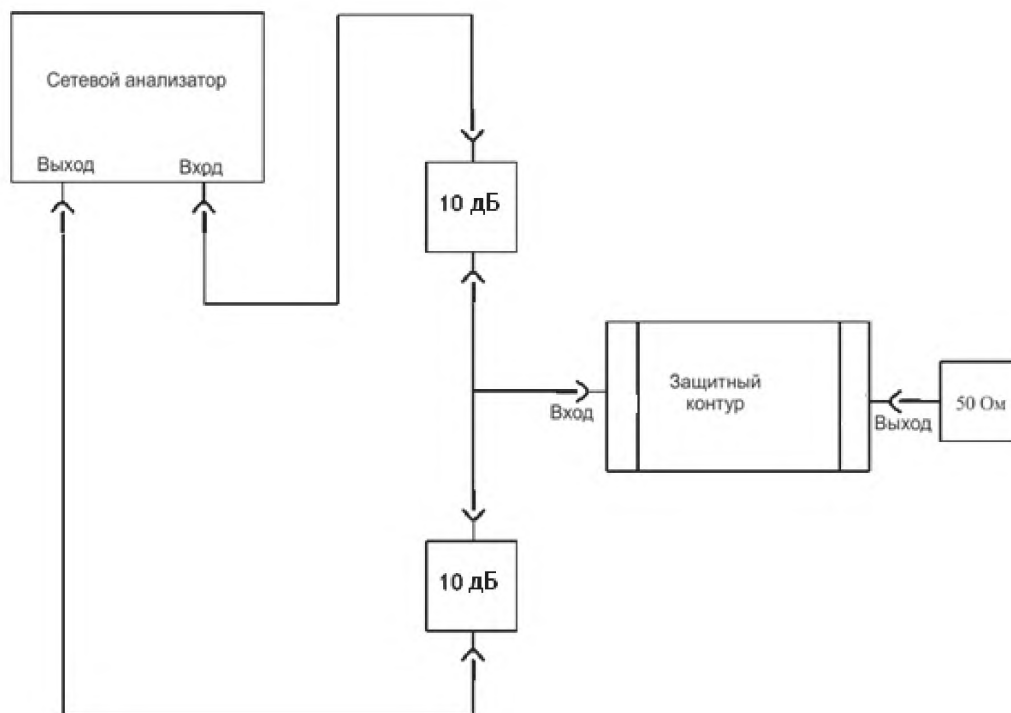 Сетевой анализатор
Выход
Вход
10 дБ
Защитный
контур
Вход
Выход
50 Ом
10 дБ